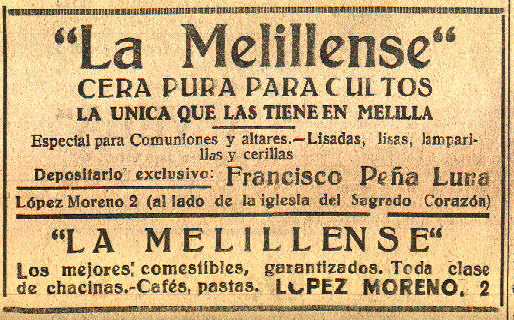 "La Melillense"
CERA PURA PARA CULTOS
LA UNICA QUE LAS TIENE EN MELILLA
Especial para Comuniones y altares.—Lisadas, lisas, lampari-
llas y cerillas
Depositario exclusivo: Francisco Peña Luna
López Moreno 2 (al lado de la iglesia del Sagrado Corazón)
"LA MELILLENSE"
Los mejores comestibles, garantizados. Toda clase
de chacinas.-Cafés, pastas. LOPEZ MORENO, 2